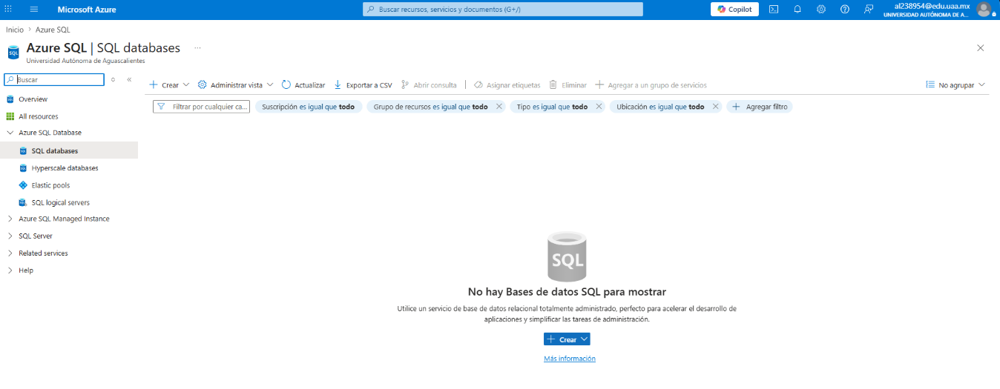 Microsoft Azure
Buscar recursos, servicios y documentos (G+/)
Copilot
al238954@edu.uaa.mx
UNIVERSIDAD AUTÓNOMA DE A...
Inicio > Azure SQL
SQL
Azure SQL | SQL databases ...
Universidad Autónoma de Aguascalientes
Buscar
Overview
All resources
Azure SQL Database
SQL databases
Hyperscale databases
Elastic pools
SQL logical servers
Azure SQL Managed Instance
SQL Server
Related services
Help
Crear
Administrar vista
Actualizar
Exportar a CSV
Abrir consulta
Asignar etiquetas
Eliminar
Agregar a un grupo de servicios
No agrupar
Filtrar por cualquier ca...
Suscripción es igual que todo
Grupo de recursos es igual que todo
Tipo es igual que todo
Ubicación es igual que todo
Agregar filtro
SQL
No hay Bases de datos SQL para mostrar
Utilice un servicio de base de datos relacional totalmente administrado, perfecto para acelerar el desarrollo de
aplicaciones y simplificar las tareas de administración.
Crear
Más información